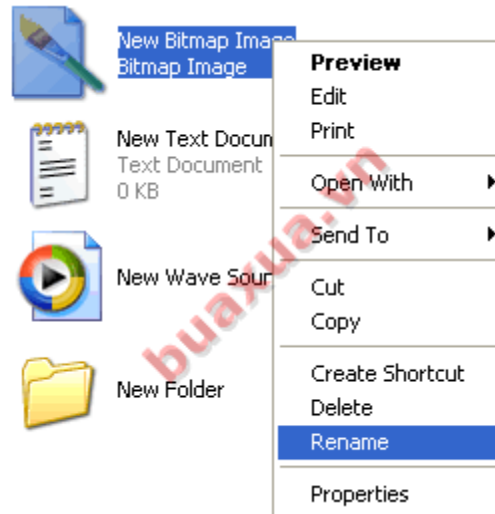 New Bitmap Image
Bitmap Image
New Text Docum
Text Document
0 KB
New Wave Soun
New Folder
Preview
Edit
Print
Open With
Send To
Cut
Copy
Create Shortcut
Delete
Rename
Properties
buaxua.vn